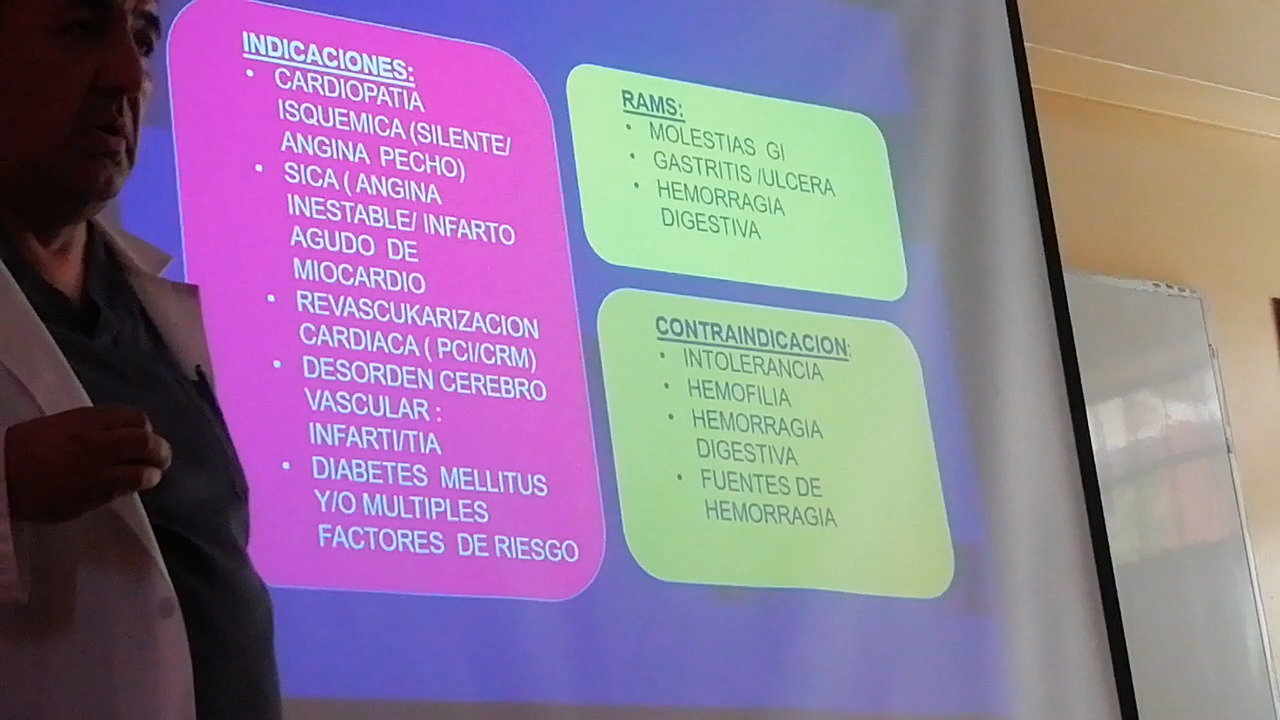 INDICACIONES:
• CARDIOPATIA
ISQUEMICA (SILENTE/
ANGINA PECHO)
• SICA ( ANGINA
INESTABLE/ INFARTO
AGUDO DE
MIOCARDIO
• REVASCUKARIZACION
CARDIACA ( PCI/CRM)
• DESORDEN CEREBRO
VASCULAR :
INFARTI/TIA
• DIABETES MELLITUS
Y/O MULTIPLES
FACTORES DE RIESGO
RAMS:
• MOLESTIAS GI
• GASTRITIS /ULCERA
• HEMORRAGIA
DIGESTIVA
CONTRAINDICACION:
• INTOLERANCIA
• HEMOFILIA
• HEMORRAGIA
DIGESTIVA
• FUENTES DE
HEMORRAGIA